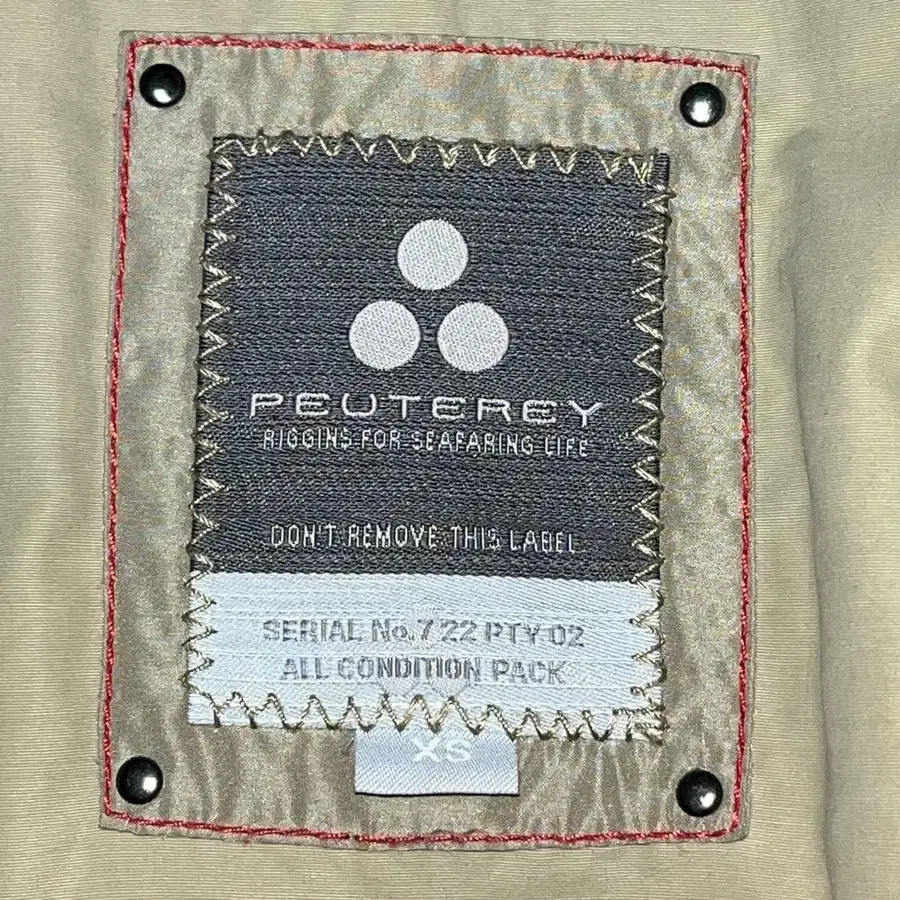 PEUTEREY
RIGGINS FOR SEAFARING LIFE
DON'T REMOVE THIS LABEL
SERIAL No.7 22 PTY 02
ALL CONDITION PACK
XS